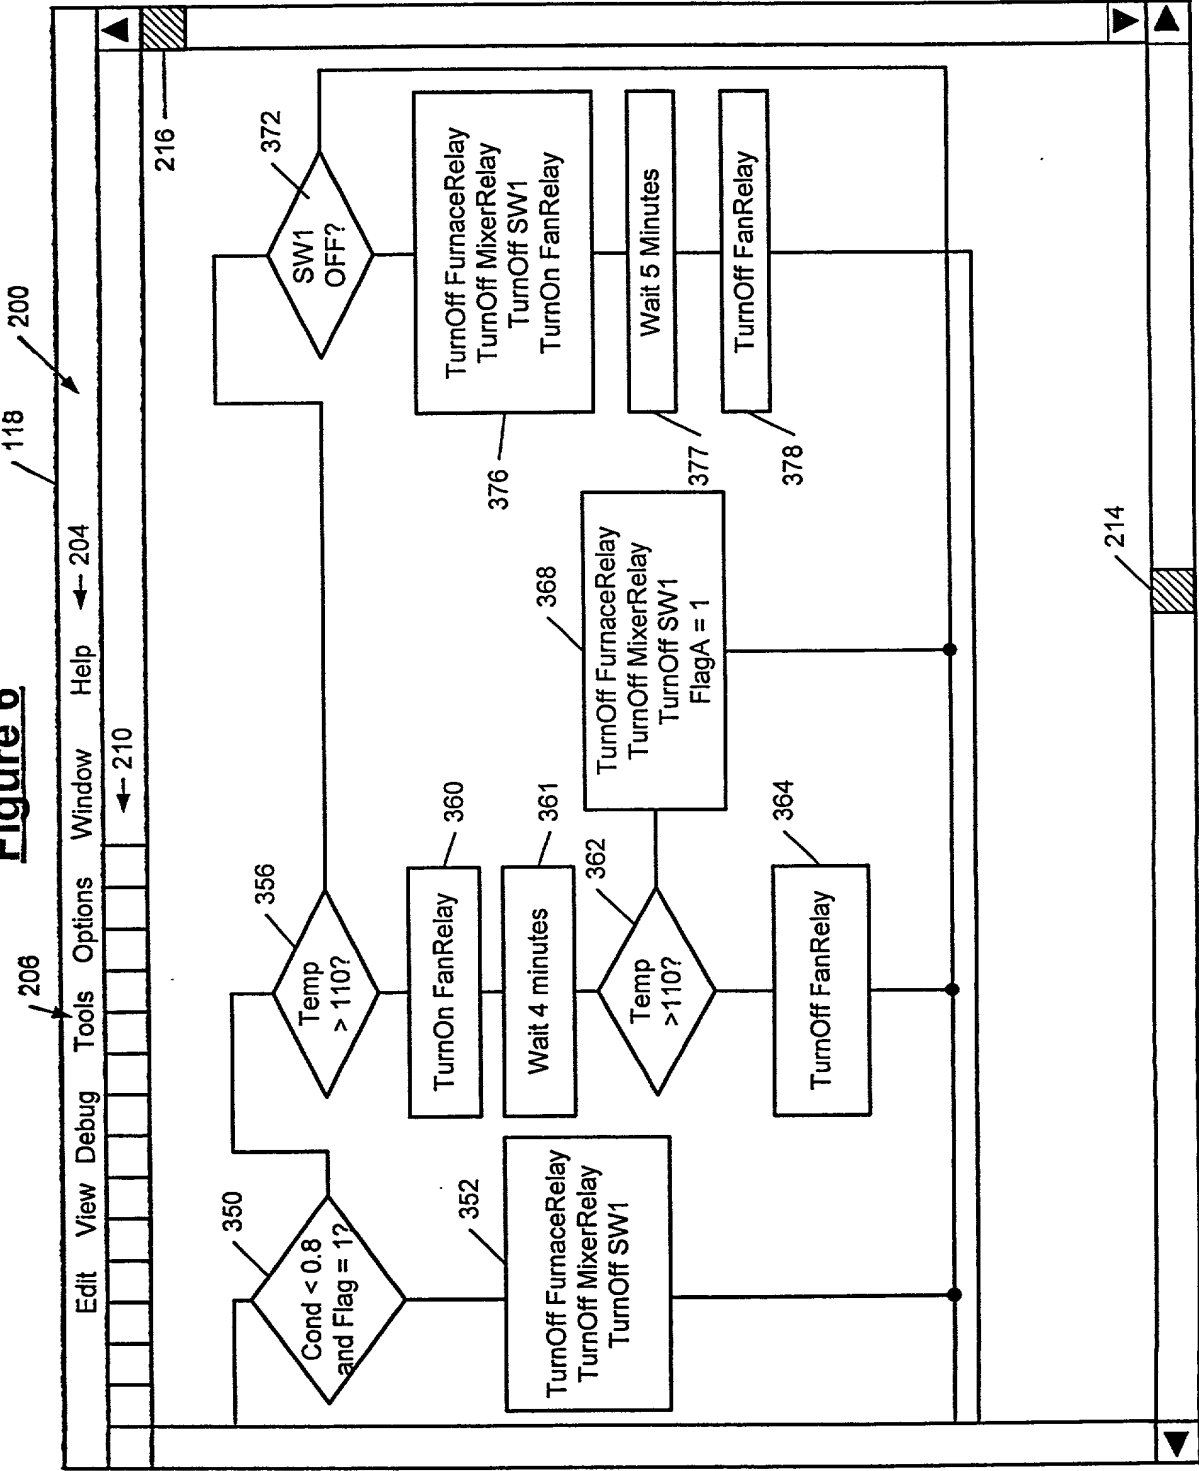 Figure 6
118
200
206
Edit View Debug Tools Options Window Help ← 204
← 210
216
350
Cond < 0.8
and Flag = 1?
352
TurnOff FurnaceRelay
TurnOff MixerRelay
TurnOff SW1
356
Temp
> 110?
360
TurnOn FanRelay
361
Wait 4 minutes
362
Temp
>110?
364
TurnOff FanRelay
368
TurnOff FurnaceRelay
TurnOff MixerRelay
TurnOff SW1
FlagA = 1
372
SW1
OFF?
376
TurnOff FurnaceRelay
TurnOff MixerRelay
TurnOff SW1
TurnOn FanRelay
377
Wait 5 Minutes
378
TurnOff FanRelay
214